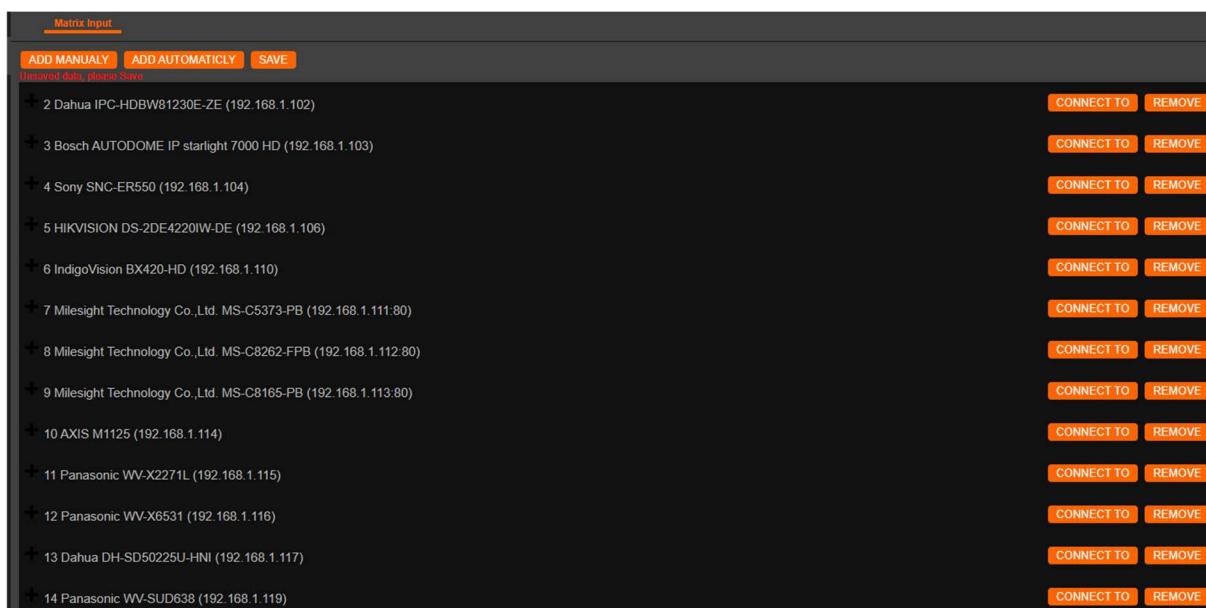 Matrix Input
ADD MANUALY ADD AUTOMATICLY SAVE
Unsaved data, please Save
2 Dahua IPC-HDBW81230E-ZE (192.168.1.102) CONNECT TO REMOVE
3 Bosch AUTODOME IP starlight 7000 HD (192.168.1.103) CONNECT TO REMOVE
4 Sony SNC-ER550 (192.168.1.104) CONNECT TO REMOVE
5 HIKVISION DS-2DE4220IW-DE (192.168.1.106) CONNECT TO REMOVE
6 IndigoVision BX420-HD (192.168.1.110) CONNECT TO REMOVE
7 Milesight Technology Co.,Ltd. MS-C5373-PB (192.168.1.111:80) CONNECT TO REMOVE
8 Milesight Technology Co.,Ltd. MS-C8262-FPB (192.168.1.112:80) CONNECT TO REMOVE
9 Milesight Technology Co.,Ltd. MS-C8165-PB (192.168.1.113:80) CONNECT TO REMOVE
10 AXIS M1125 (192.168.1.114) CONNECT TO REMOVE
11 Panasonic WV-X2271L (192.168.1.115) CONNECT TO REMOVE
12 Panasonic WV-X6531 (192.168.1.116) CONNECT TO REMOVE
13 Dahua DH-SD50225U-HNI (192.168.1.117) CONNECT TO REMOVE
14 Panasonic WV-SUD638 (192.168.1.119) CONNECT TO REMOVE